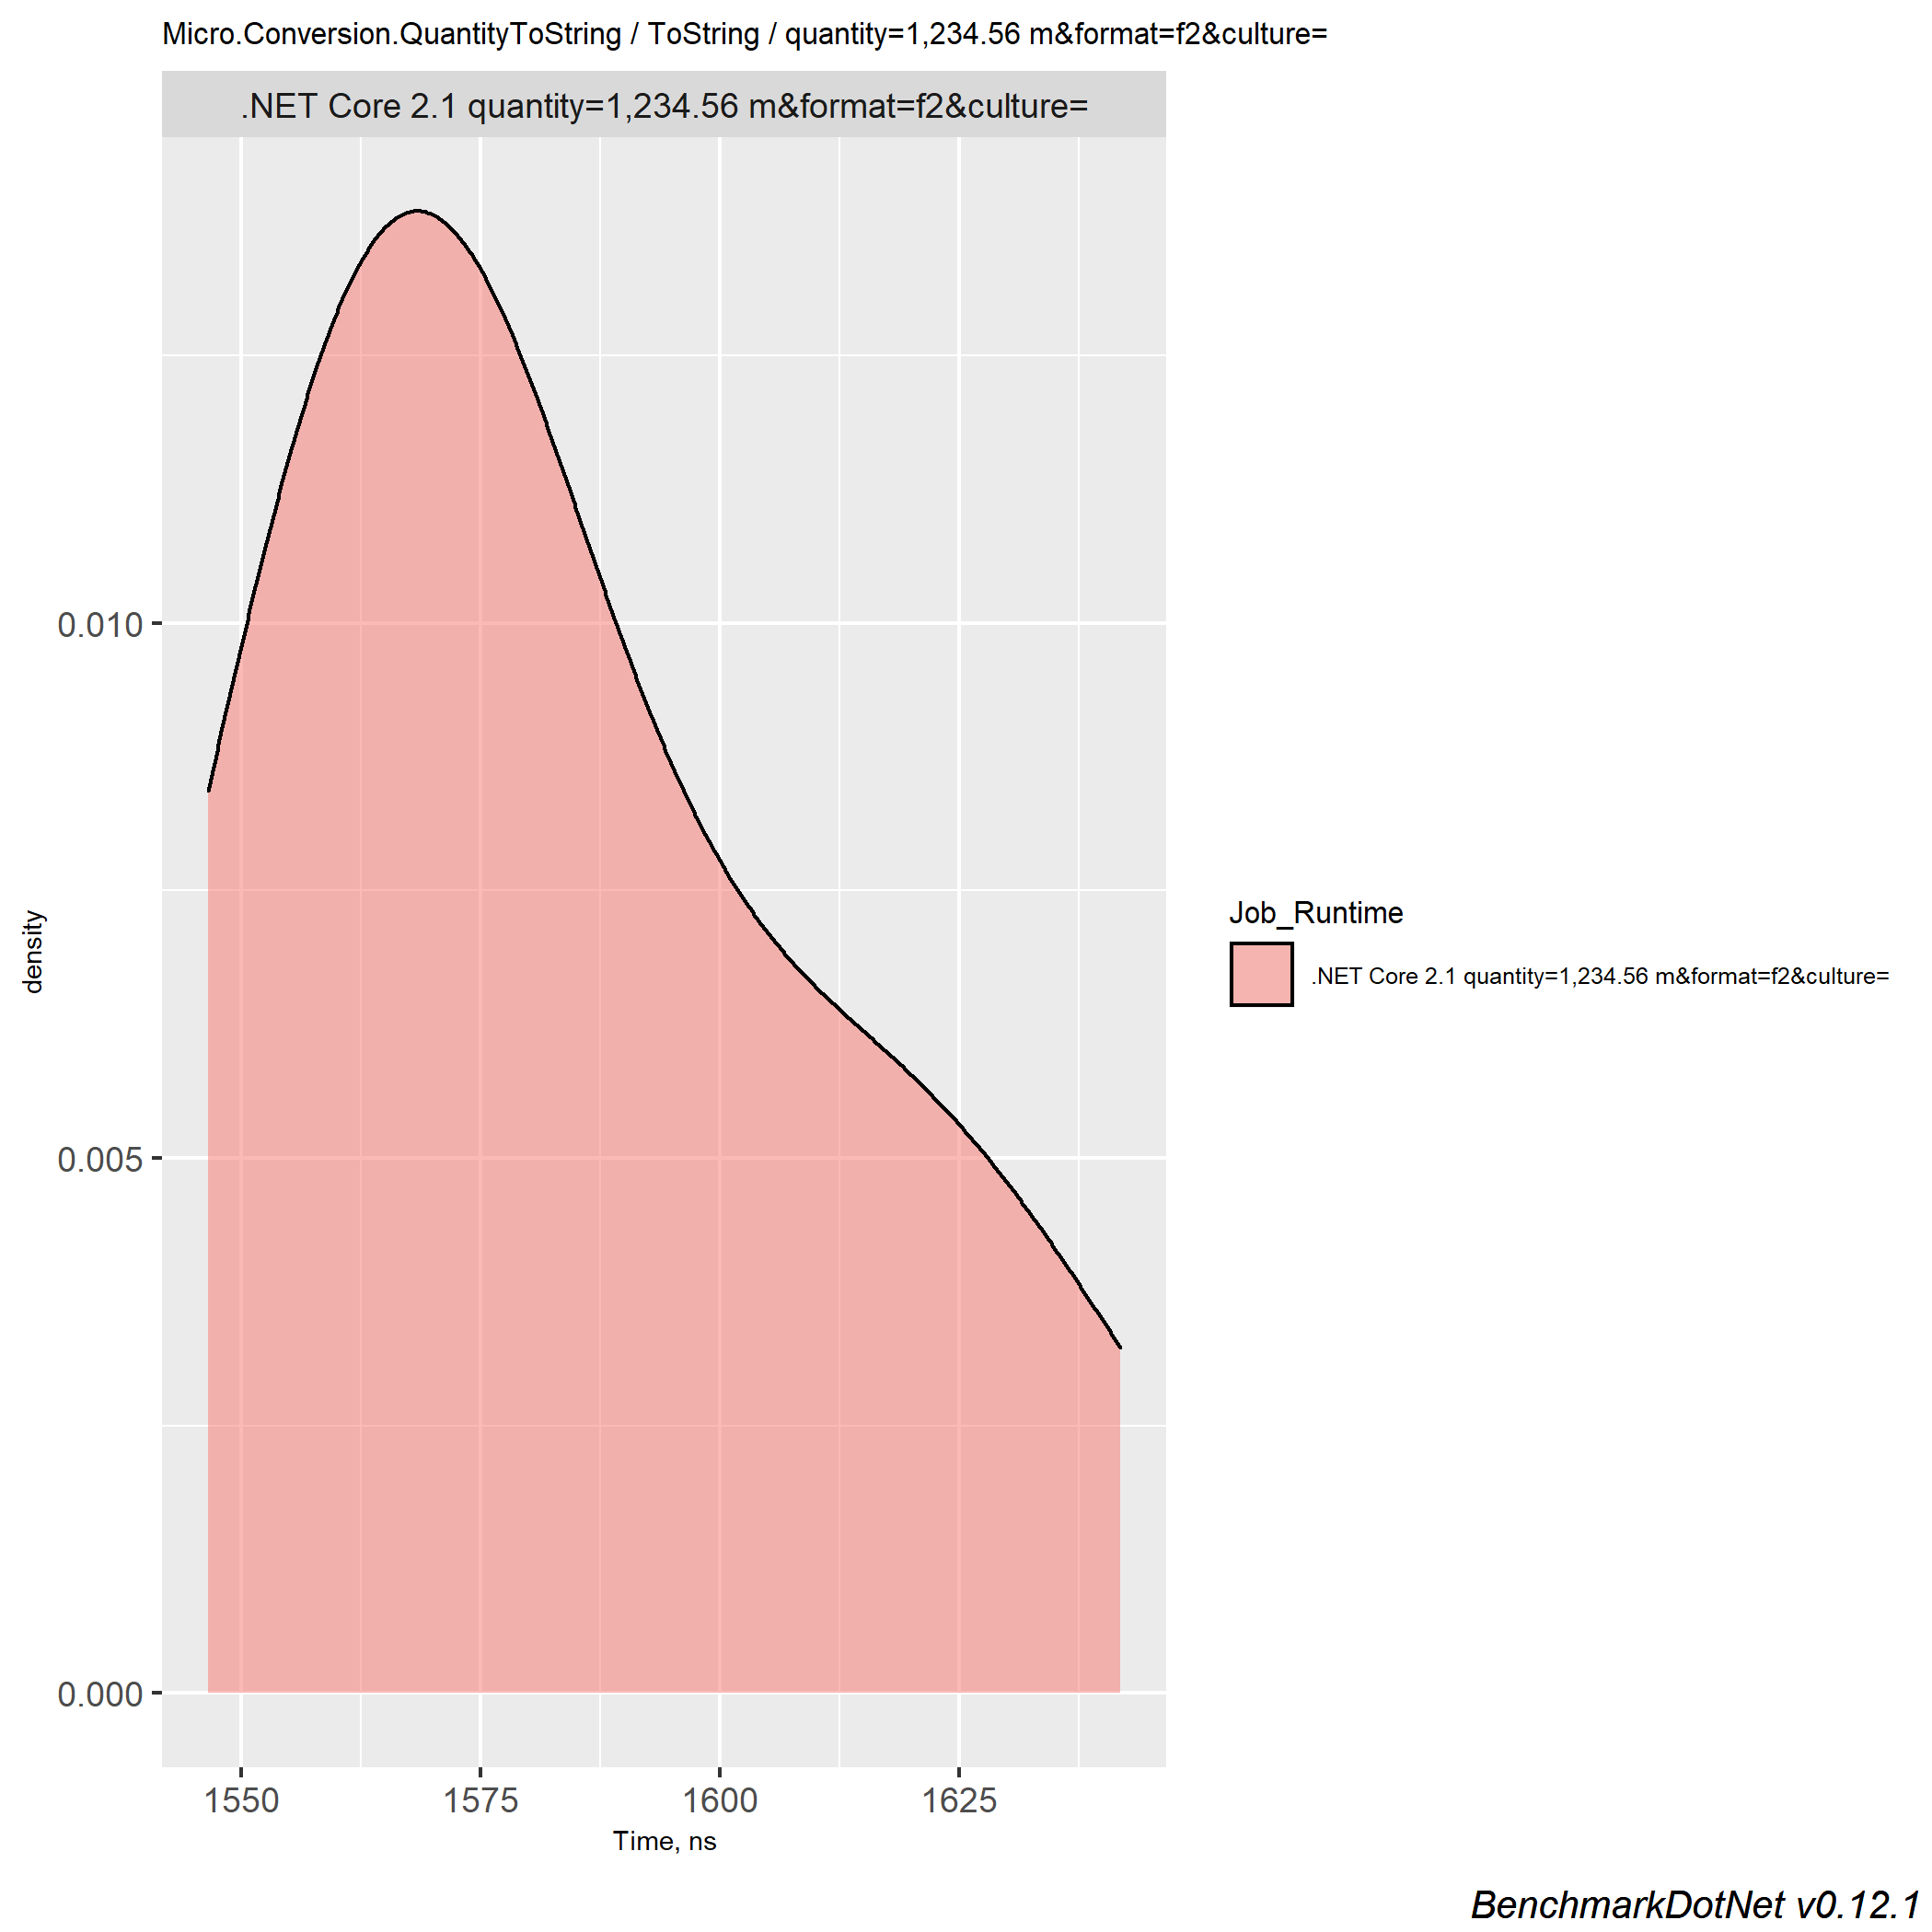 Micro.Conversion.QuantityToString / ToString / quantity=1,234.56 m&format=f2&culture=
.NET Core 2.1 quantity=1,234.56 m&format=f2&culture=
0.010
0.005
0.000
density
1550 1575 1600 1625
Time, ns
Job_Runtime
.NET Core 2.1 quantity=1,234.56 m&format=f2&culture=
BenchmarkDotNet v0.12.1